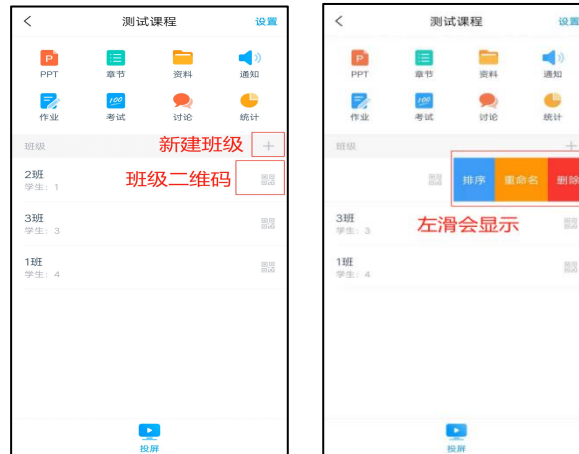 测试课程 设置
PPT 章节 资料 通知
100
作业 考试 讨论 统计
班级 新建班级
2班
学生：1
班级二维码
3班
学生：3
1班
学生：4
投屏
测试课程 设置
PPT 章节 资料 通知
100
作业 考试 讨论 统计
班级
排序 重命名 删除
3班
学生：3
左滑会显示
1班
学生：4
投屏